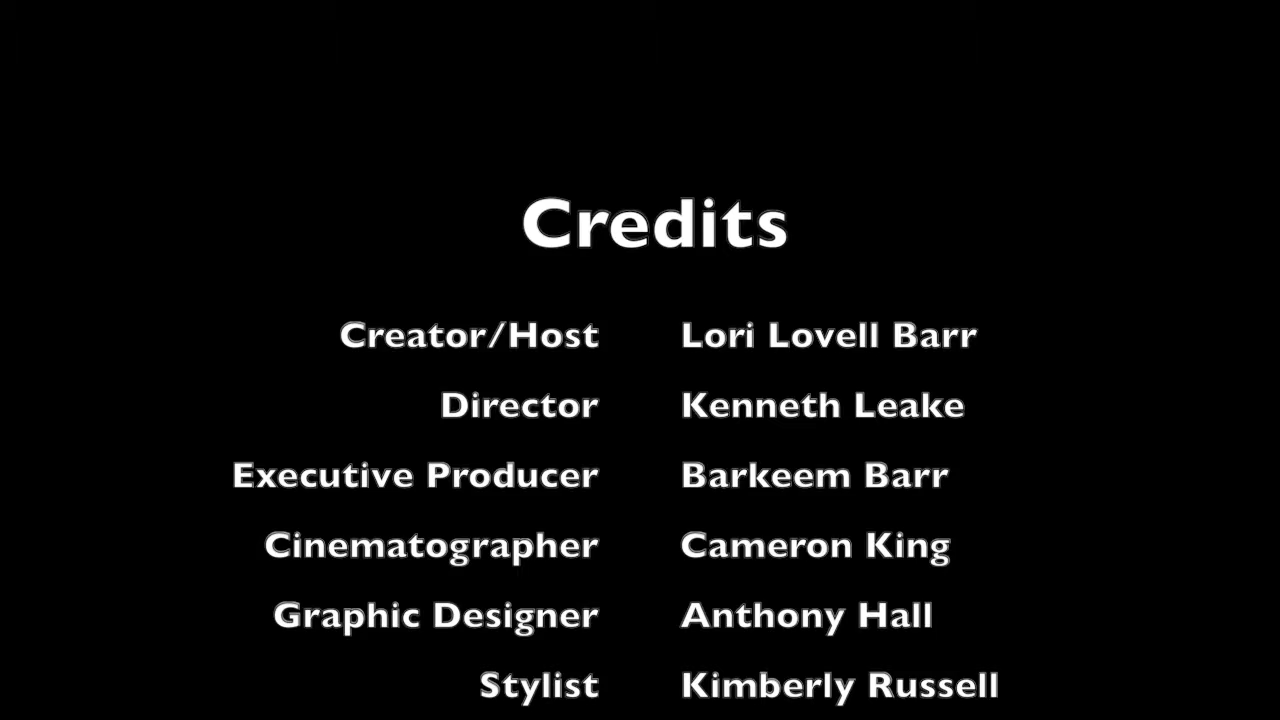 Credits
Creator/Host Lori Lovell Barr
Director Kenneth Leake
Executive Producer Barkeem Barr
Cinematographer Cameron King
Graphic Designer Anthony Hall
Stylist Kimberly Russell